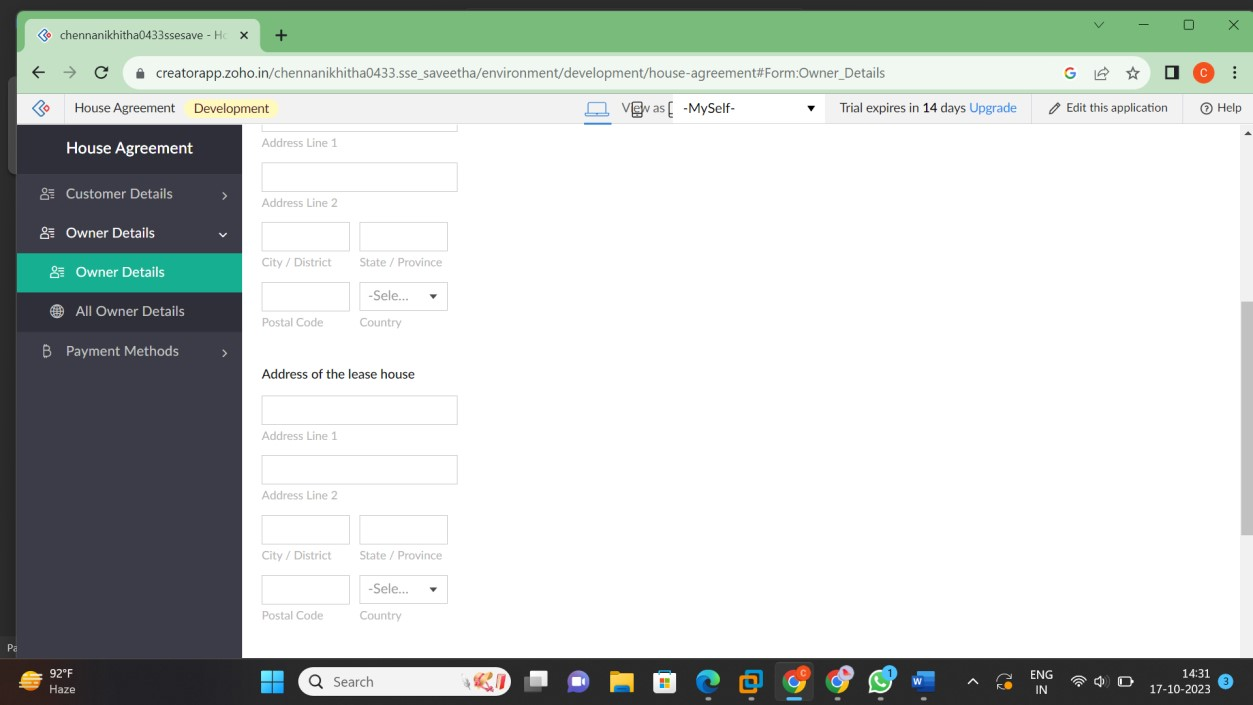 chennanikhitha0433ssesave - Ho
creatorapp.zoho.in/chennanikhitha0433.sse_saveetha/environment/development/house-agreement#Form:Owner_Details
G
C
House Agreement
Development
View as
-MySelf-
Trial expires in 14 days Upgrade
Edit this application
Help
House Agreement
Customer Details
Owner Details
Owner Details
All Owner Details
Payment Methods
Address Line 1
Address Line 2
City / District State / Province
-Sele...
Postal Code Country
Address of the lease house
Address Line 1
Address Line 2
City / District State / Province
-Sele...
Postal Code Country
Pa
92°F
Haze
Search
C
1
W
ENG
IN
14:31
17-10-2023
3